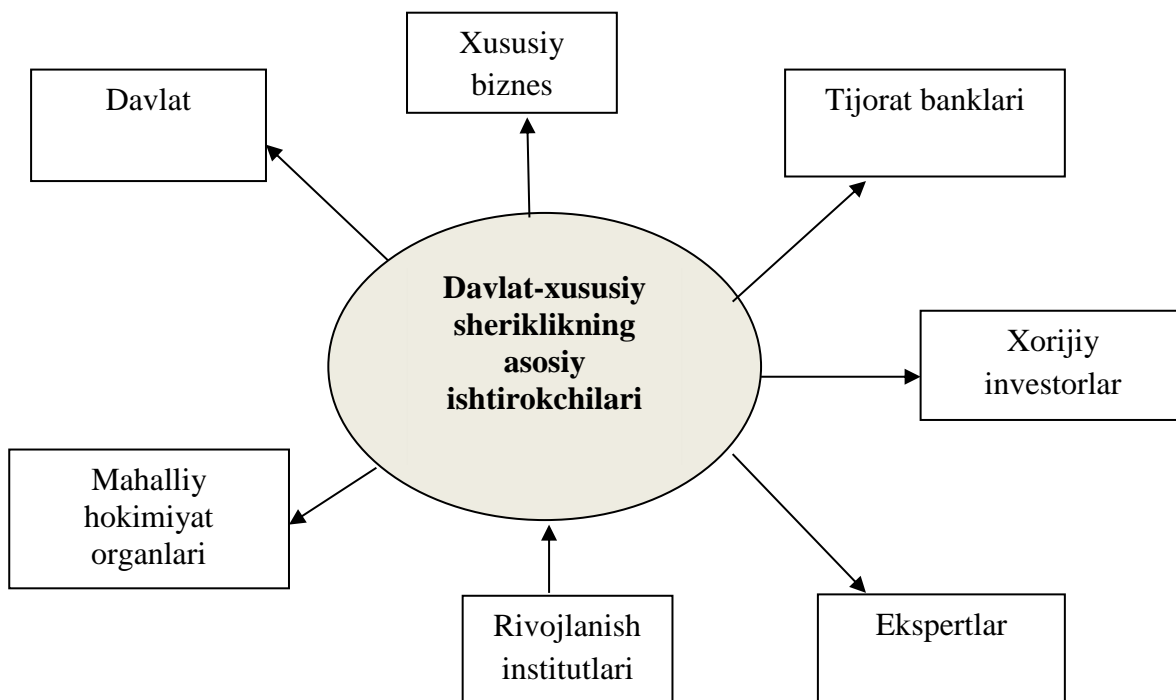 Xususiy
biznes
Davlat
Tijorat banklari
Davlat-xususiy
sheriklikning
asosiy
ishtirokchilari
Xorijiy
investorlar
Mahalliy
hokimiyat
organlari
Rivojlanish
institutlari
Ekspertlar